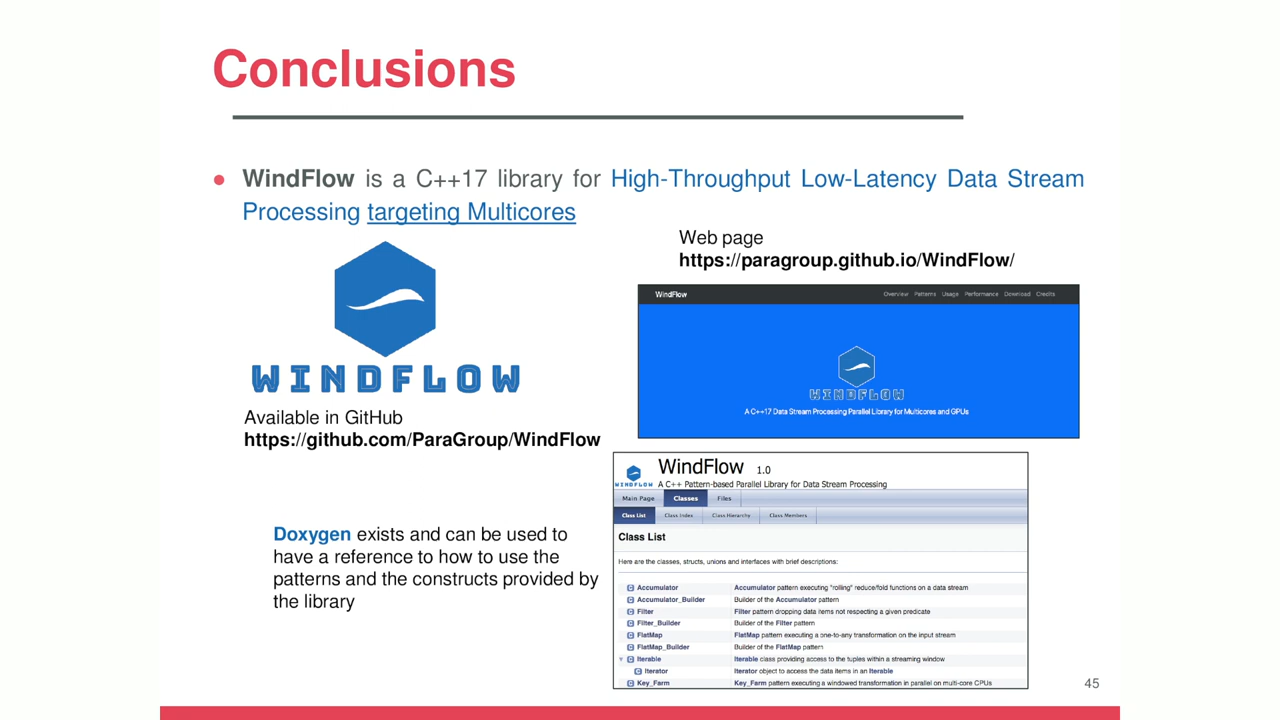 Conclusions
● WindFlow is a C++17 library for High-Throughput Low-Latency Data Stream
Processing targeting Multicores
WINDFLOW
Available in GitHub
https://github.com/ParaGroup/WindFlow
Web page
https://paragroup.github.io/WindFlow/
WindFlow Overview Patterns Usage Performance Download Credits
WINDFLOW
A C++17 Data Stream Processing Parallel Library for Multicores and GPUs
Doxygen exists and can be used to
have a reference to how to use the
patterns and the constructs provided by
the library
WINDFLOW
WindFlow 1.0
A C++ Pattern-based Parallel Library for Data Stream Processing
Main Page Classes Files
Class List Class Index Class Hierarchy Class Members
Class List
Here are the classes, structs, unions and interfaces with brief descriptions:
C Accumulator Accumulator pattern executing "rolling" reduce/fold functions on a data stream
C Accumulator_Builder Builder of the Accumulator pattern
C Filter Filter pattern dropping data items not respecting a given predicate
C Filter_Builder Builder of the Filter pattern
C FlatMap FlatMap pattern executing a one-to-any transformation on the input stream
C FlatMap_Builder Builder of the FlatMap pattern
▼ C Iterable Iterable class providing access to the tuples within a streaming window
C Iterator Iterator object to access the data items in an Iterable
C Key_Farm Key_Farm pattern executing a windowed transformation in parallel on multi-core CPUs
45